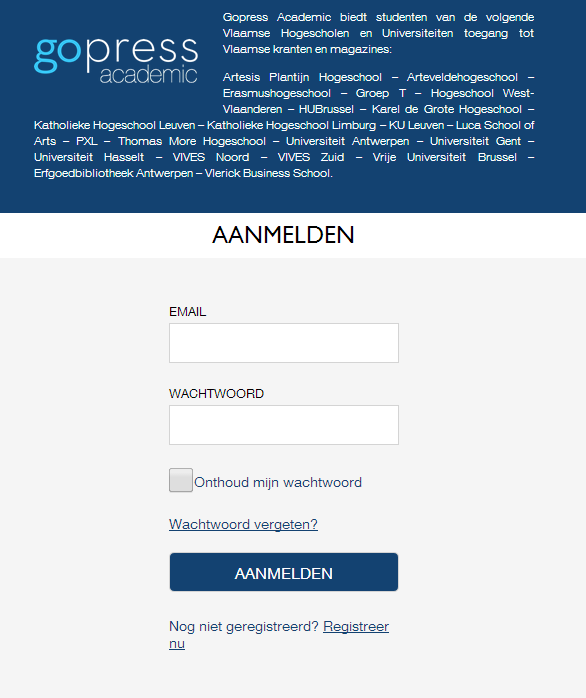 gopress
academic
Gopress Academic biedt studenten van de volgende
Vlaamse Hogescholen en Universiteiten toegang tot
Vlaamse kranten en magazines:
Artesis Plantijn Hogeschool – Arteveldehogeschool –
Erasmushogeschool – Groep T – Hogeschool West-
Vlaanderen – HUBrussel – Karel de Grote Hogeschool –
Katholieke Hogeschool Leuven – Katholieke Hogeschool Limburg – KU Leuven – Luca School of
Arts – PXL – Thomas More Hogeschool – Universiteit Antwerpen – Universiteit Gent –
Universiteit Hasselt – VIVES Noord – VIVES Zuid – Vrije Universiteit Brussel –
Erfgoedbibliotheek Antwerpen – Vlerick Business School.
AANMELDEN
EMAIL
WACHTWOORD
Onthoud mijn wachtwoord
Wachtwoord vergeten?
AANMELDEN
Nog niet geregistreerd? Registreer
nu